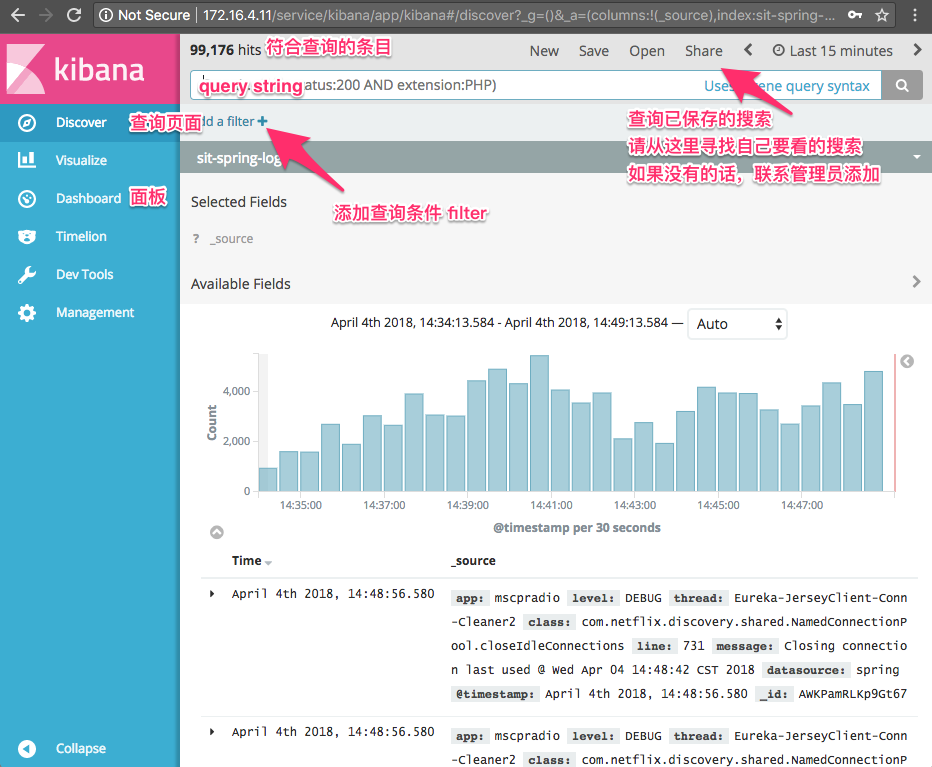 Not Secure 172.16.4.11/service/kibana/app/kibana#/discover?_g=()&_a=(columns:!(_source),index:sit-spring-...
kibana
99,176 hits 符合查询的条目
New Save Open Share Last 15 minutes
query string
tatus:200 AND extension:PHP)
Uses ene query syntax
Discover 查询页面
dd a filter +
查询已保存的搜索
请从这里寻找自己要看的搜索
如果没有的话，联系管理员添加
Visualize
sit-spring-log
Dashboard 面板
Selected Fields
添加查询条件 filter
Timelion
? _source
Dev Tools
Available Fields
Management
April 4th 2018, 14:34:13.584 - April 4th 2018, 14:49:13.584 — Auto
4,000
2,000
0
Count
14:35:00 14:37:00 14:39:00 14:41:00 14:43:00 14:45:00 14:47:00
@timestamp per 30 seconds
Time _source
April 4th 2018, 14:48:56.580 app: mscpradio level: DEBUG thread: Eureka-JerseyClient-Conn
-Cleaner2 class: com.netflix.discovery.shared.NamedConnectionP
ool.closeIdleConnections line: 731 message: Closing connectio
n last used @ Wed Apr 04 14:48:42 CST 2018 datasource: spring
@timestamp: April 4th 2018, 14:48:56.580 _id: AWKPamRLKp9Gt67
April 4th 2018, 14:48:56.580 app: mscpradio level: DEBUG thread: Eureka-JerseyClient-Conn
-Cleaner2 class: com.netflix.discovery.shared.NamedConnectionP
Collapse